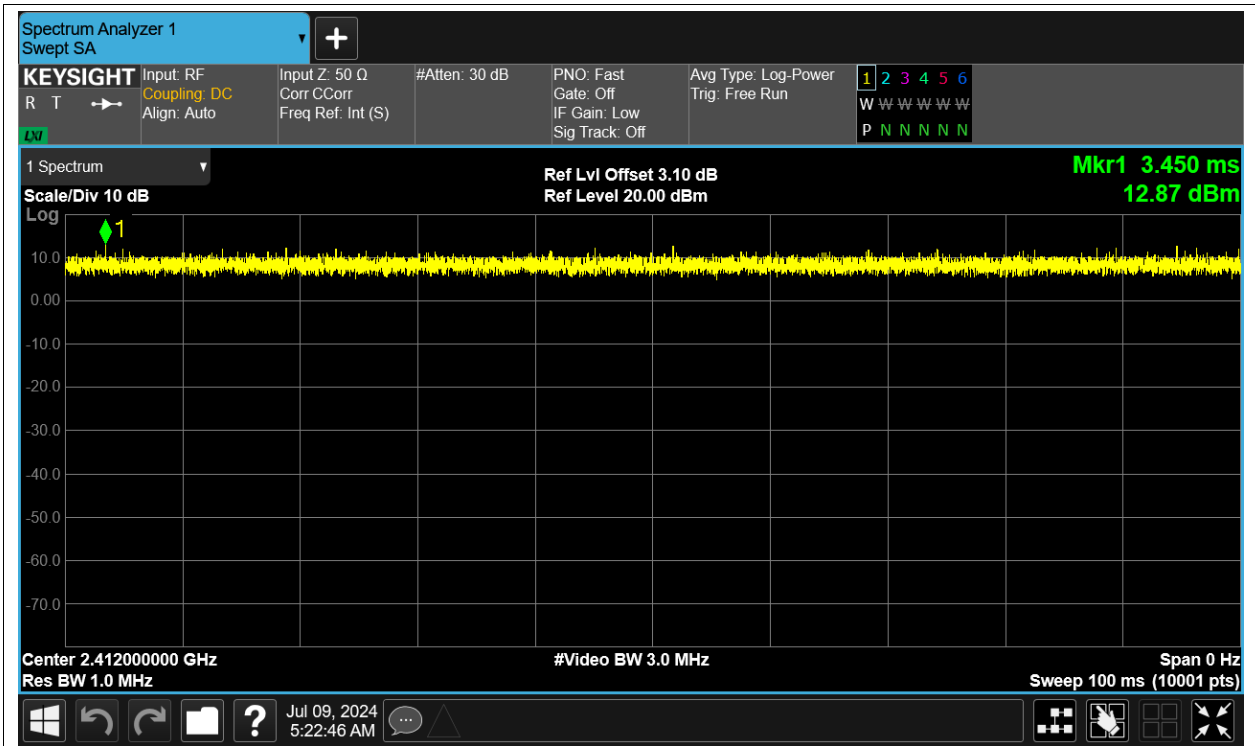 Spectrum Analyzer 1
Swept SA
+
KEYSIGHT Input: RF Input Z: 50 Ω #Atten: 30 dB PNO: Fast Avg Type: Log-Power 1 2 3 4 5 6
R T Coupling: DC Corr CCorr Gate: Off Trig: Free Run W W W W W W
Align: Auto Freq Ref: Int (S) IF Gain: Low
LXI Sig Track: Off P N N N N N
1 Spectrum Ref Lvl Offset 3.10 dB Mkr1 3.450 ms
Scale/Div 10 dB Ref Level 20.00 dBm 12.87 dBm
Log
1
10.0
0.00
-10.0
-20.0
-30.0
-40.0
-50.0
-60.0
-70.0
Center 2.412000000 GHz #Video BW 3.0 MHz Span 0 Hz
Res BW 1.0 MHz Sweep 100 ms (10001 pts)
? Jul 09, 2024
5:22:46 AM